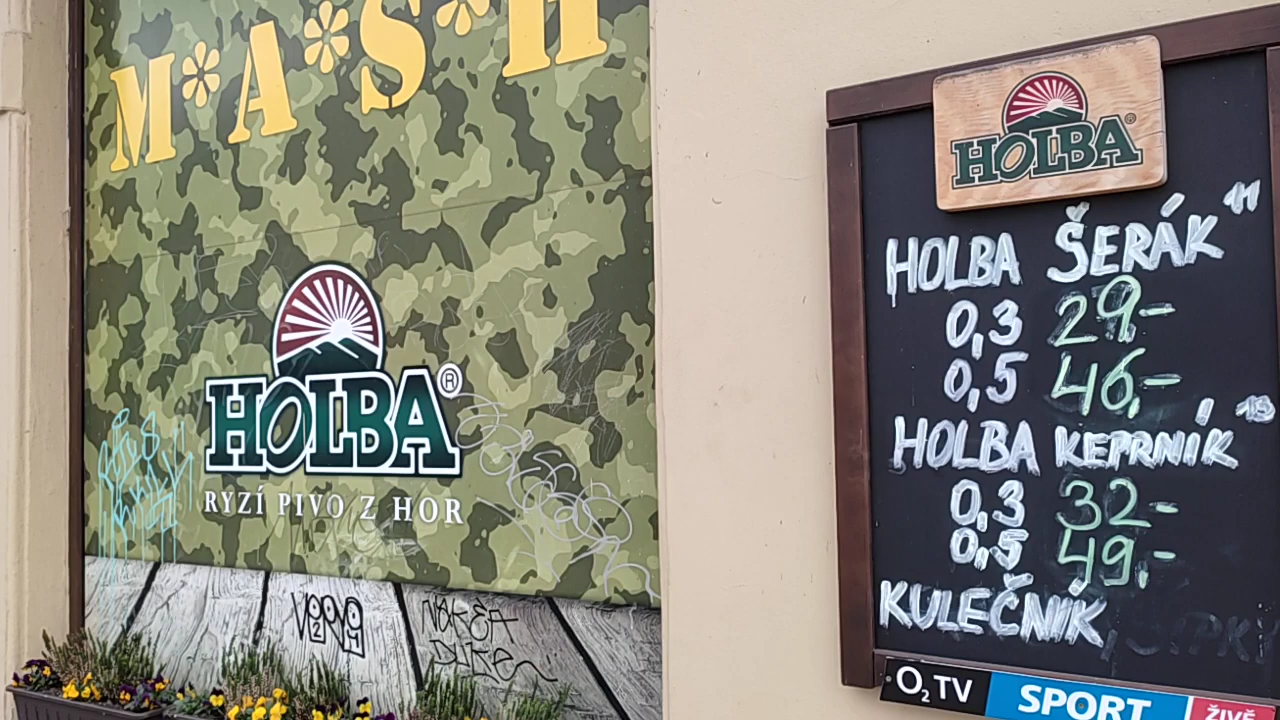 M*A*S*H
HOLBA®
RYZÍ PIVO Z HOR
HOLBA®
HOLBA ŠERÁK 11
0,3 29,-
0,5 46,-
HOLBA KEPRNÍK 13
0,3 32,-
0,5 49,-
KULEČNÍK
O2 TV SPORT ŽIVĚ